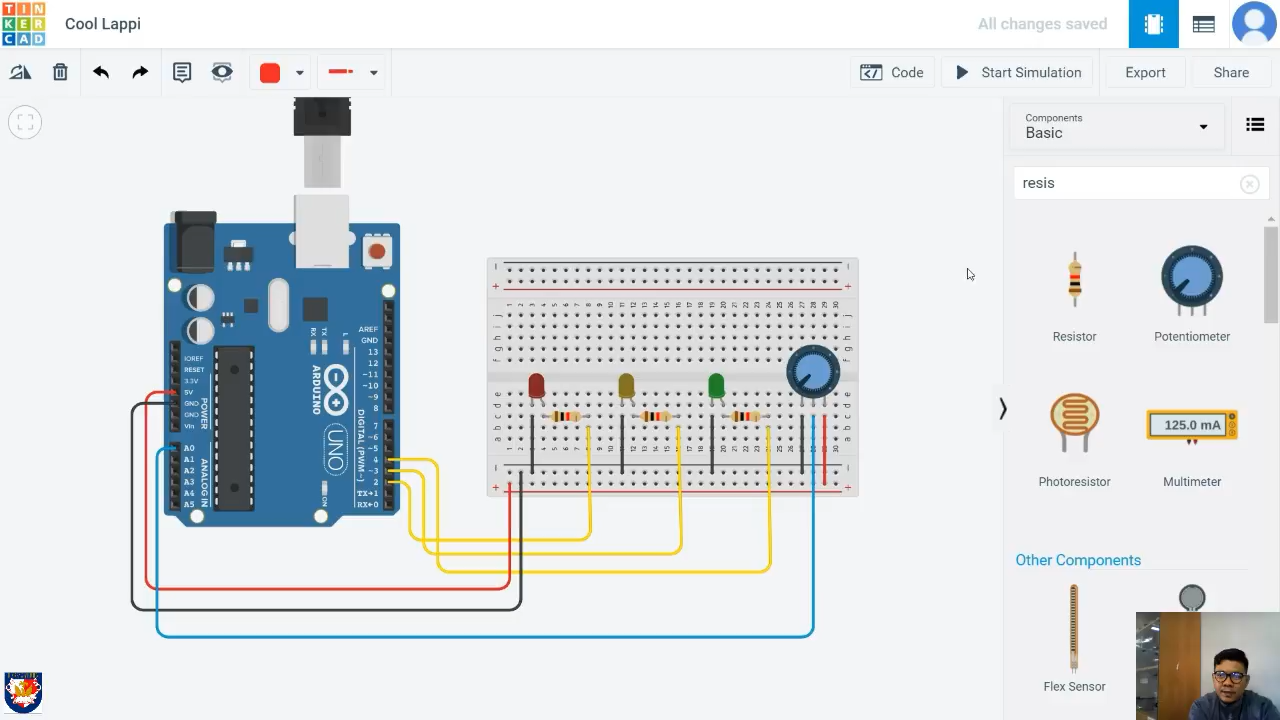 TIN
KER
CAD
Cool Lappi
All changes saved
Code
Start Simulation
Export
Share
Components
Basic
resis
Resistor
Potentiometer
Photoresistor
125.0 mA
Multimeter
Other Components
Flex Sensor
AREF
GND
13
12
~11
~10
~9
8
7
~6
~5
4
~3
2
TX→1
RX←0
DIGITAL (PWM~)
RX
TX
L
ARDUINO
UNO
ON
IOREF
RESET
3.3V
5V
GND
GND
Vin
POWER
A0
A1
A2
A3
A4
A5
ANALOG IN